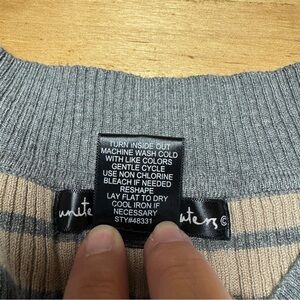 TURN INSIDE OUT
MACHINE WASH COLD
WITH LIKE COLORS
GENTLE CYCLE
USE NON CHLORINE
BLEACH IF NEEDED
RESHAPE
LAY FLAT TO DRY
COOL IRON IF
NECESSARY
STY#48331